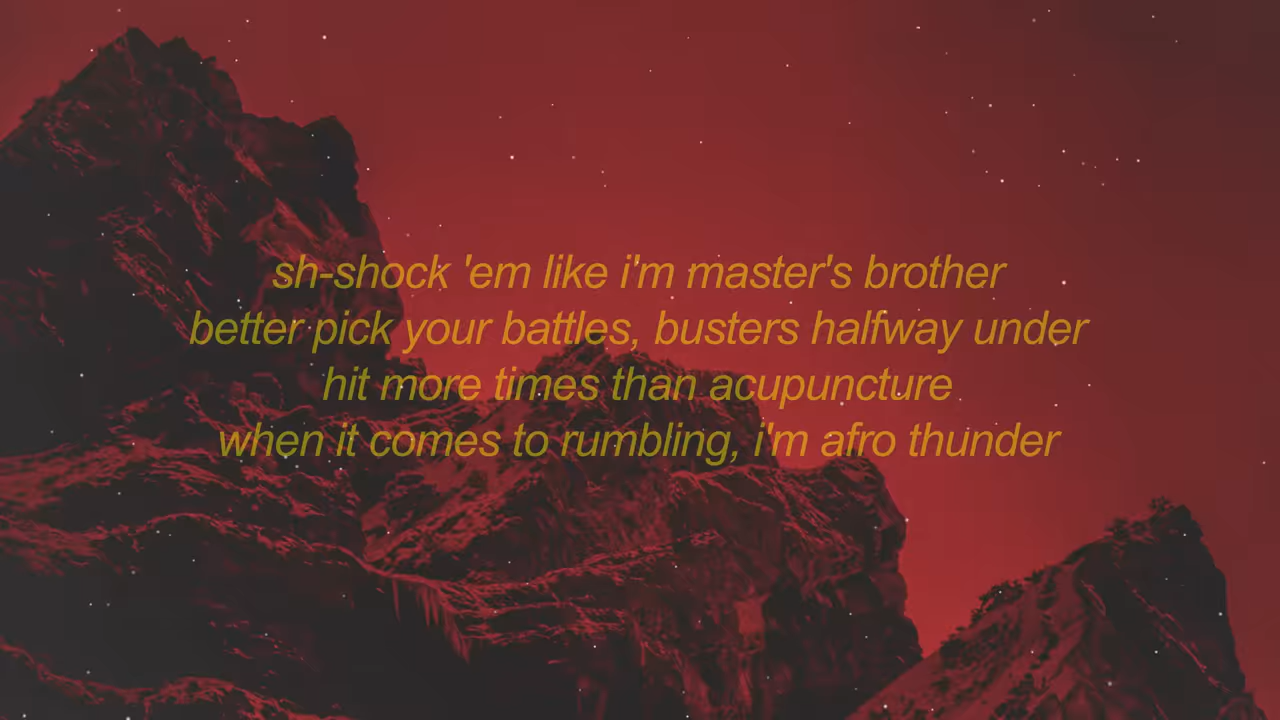 sh-shock 'em like i'm master's brother
better pick your battles, busters halfway under
hit more times than acupuncture
when it comes to rumbling, i'm afro thunder